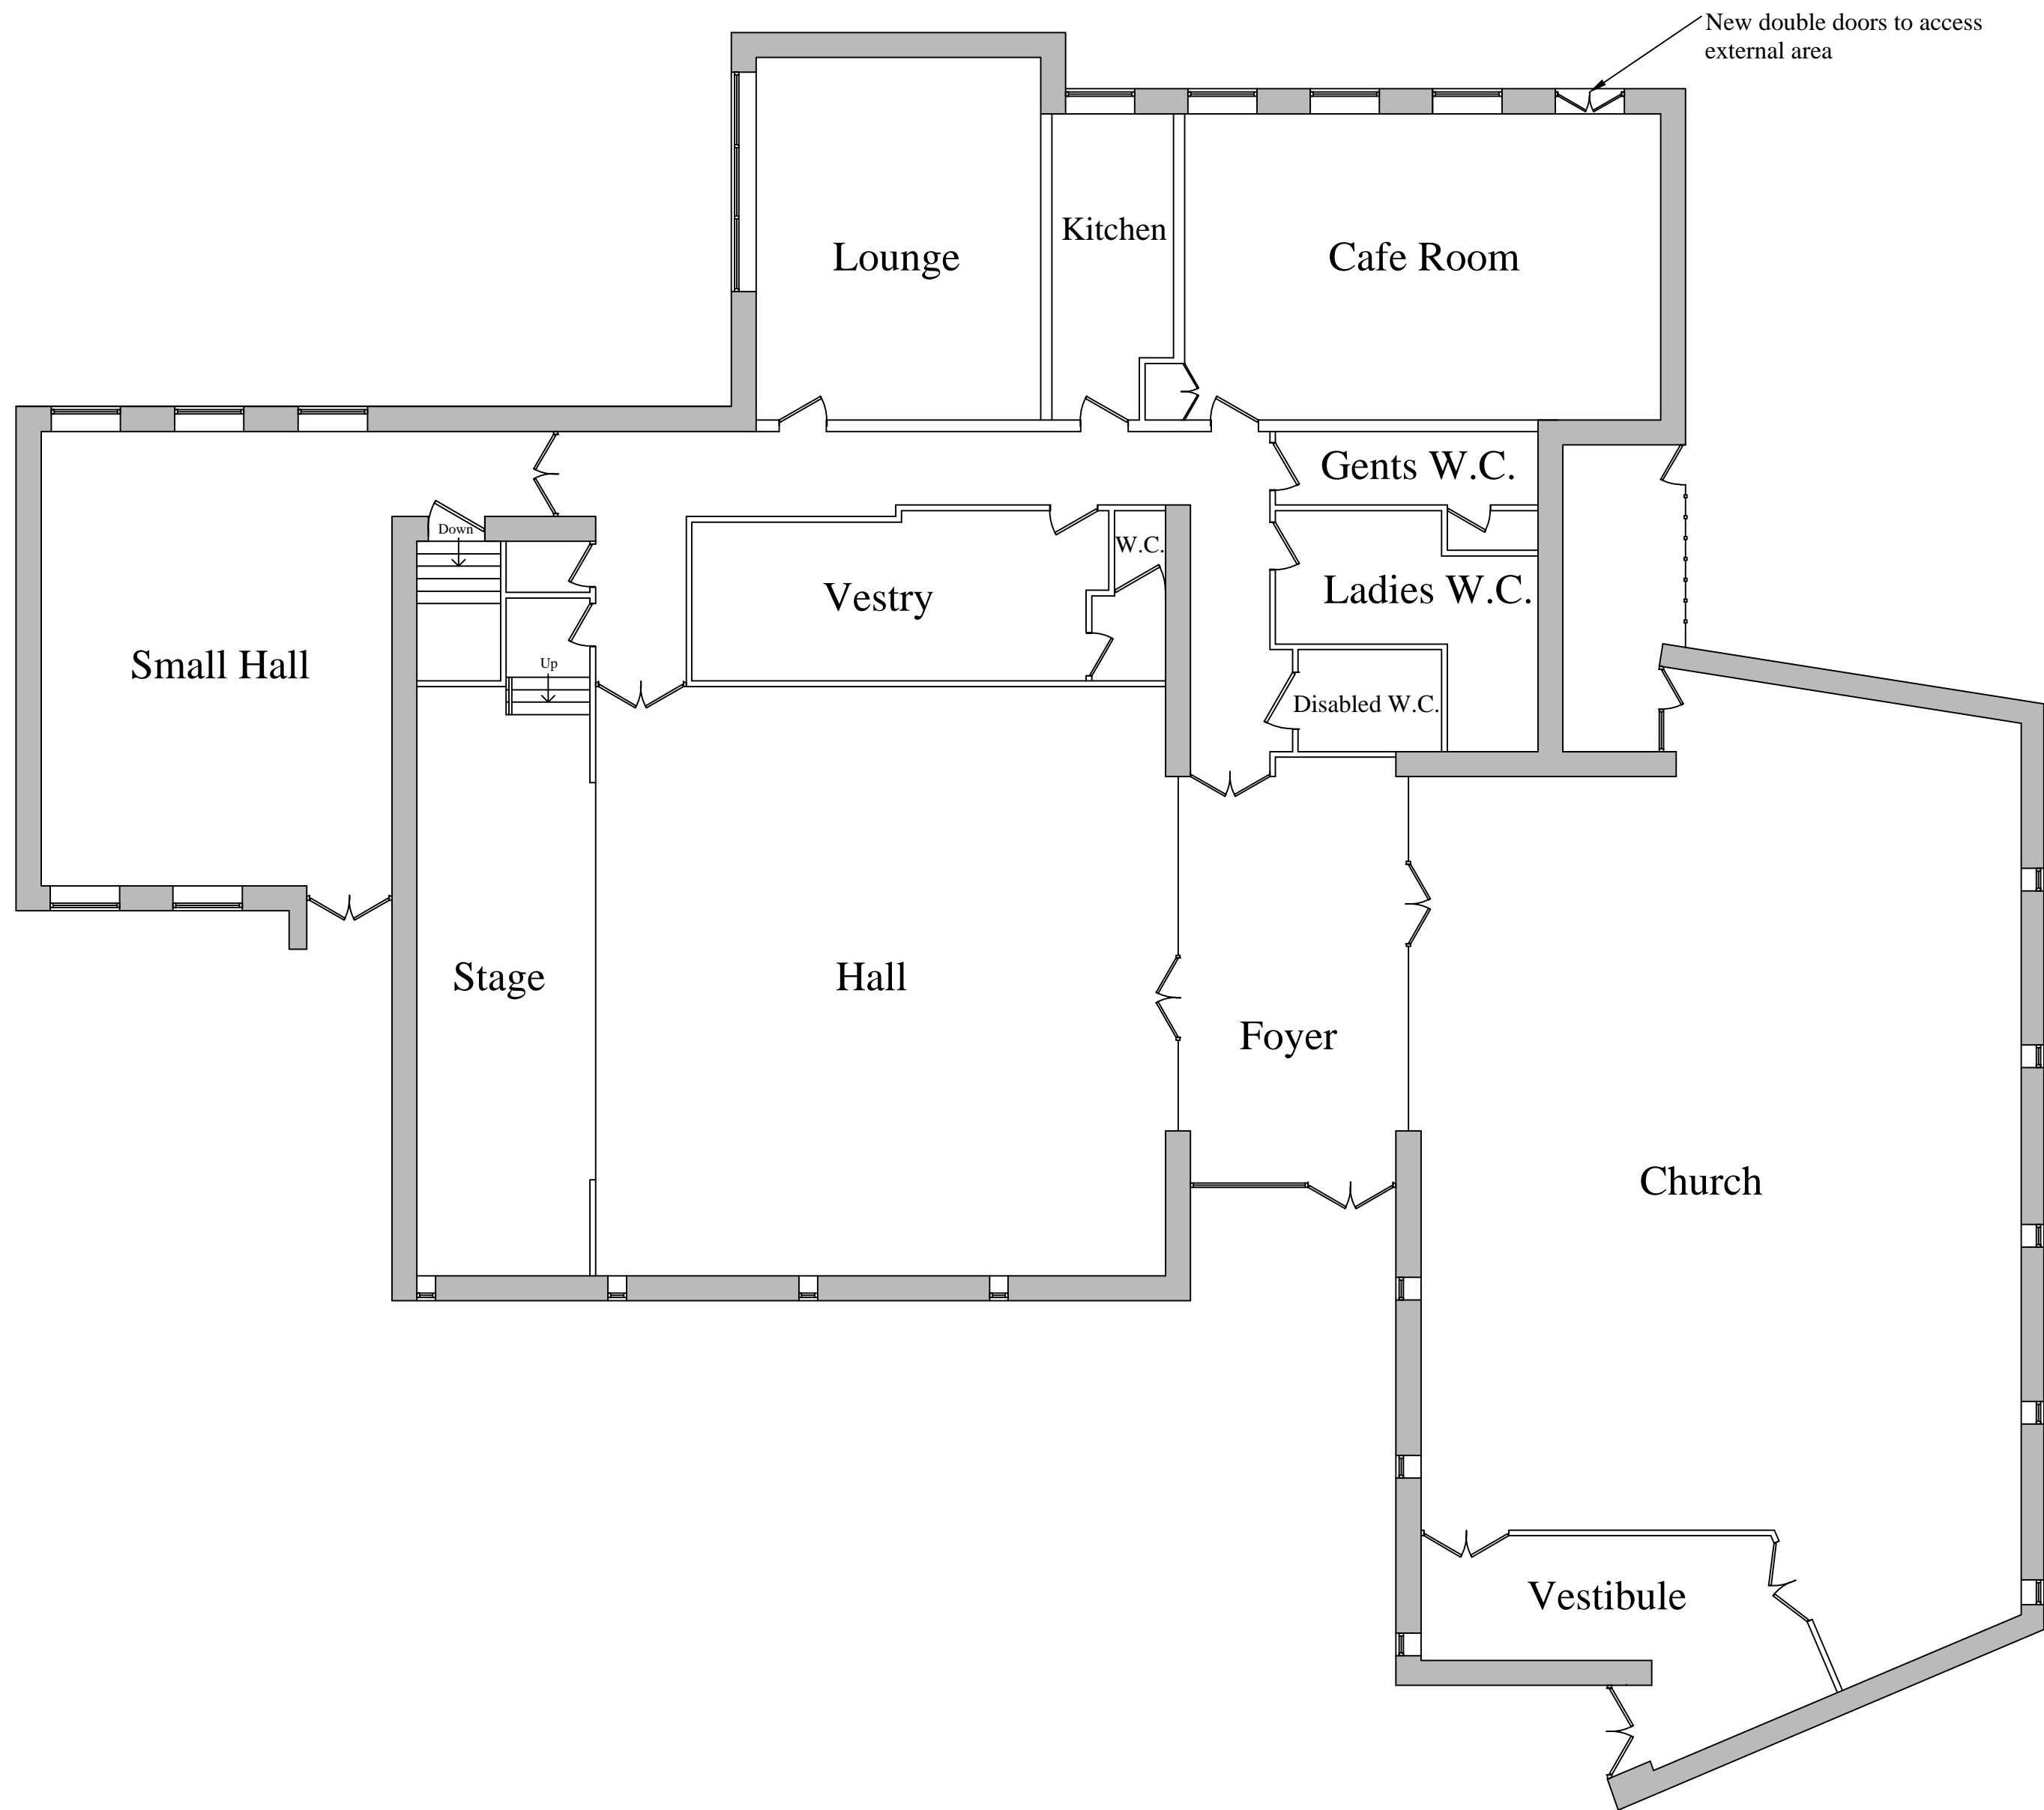 New double doors to access
external area
Kitchen
Lounge
Cafe Room
Gents W.C.
Down
W.C.
Vestry
Ladies W.C.
Small Hall
Up
Disabled W.C.
Stage
Hall
Foyer
Church
Vestibule